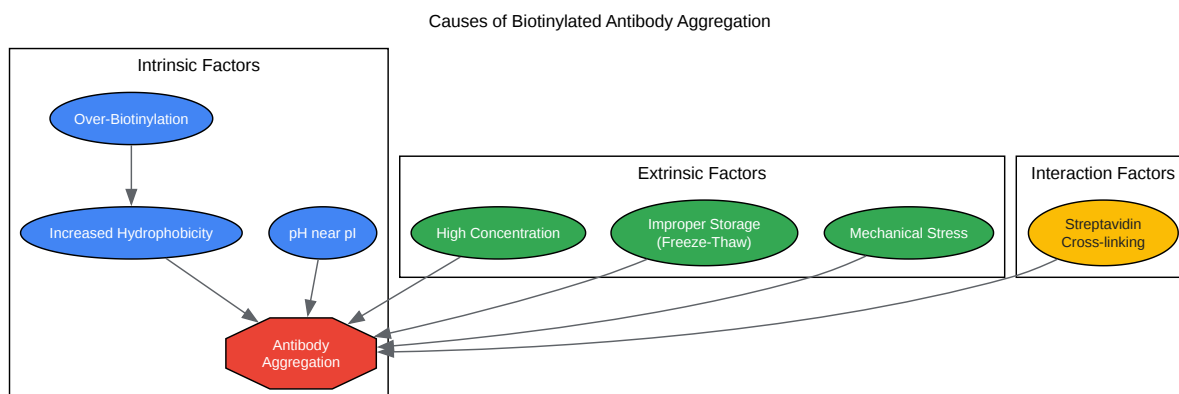 Causes of Biotinylated Antibody Aggregation
Intrinsic Factors
Over-Biotinylation
Increased Hydrophobicity
pH near pI
Extrinsic Factors
High Concentration
Improper Storage
(Freeze-Thaw)
Mechanical Stress
Interaction Factors
Streptavidin
Cross-linking
Antibody
Aggregation